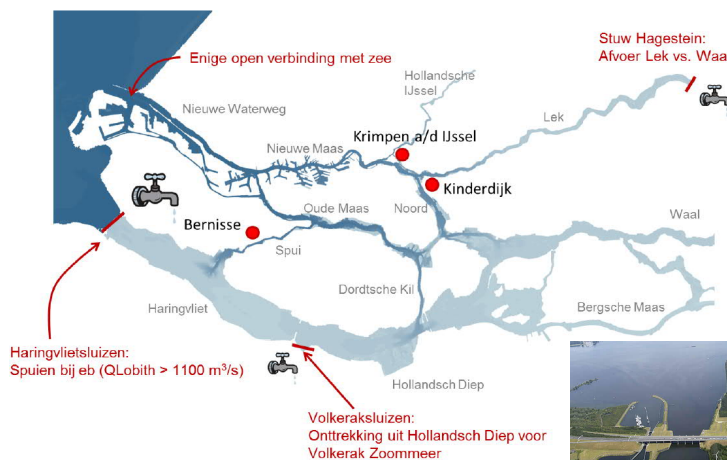 Enige open verbinding met zee
Stuw Hagestein:
Afvoer Lek vs. Waal
Hollandsche
IJssel
Nieuwe Waterweg
Lek
Krimpen a/d IJssel
Nieuwe Maas
Kinderdijk
Oude Maas
Noord
Waal
Bernisse
Spui
Dordtsche Kil
Haringvliet
Bergsche Maas
Haringvlietsluizen:
Spuien bij eb (QLobith > 1100 m³/s)
Hollandsch Diep
Volkeraksluizen:
Onttrekking uit Hollandsch Diep voor
Volkerak Zoommeer